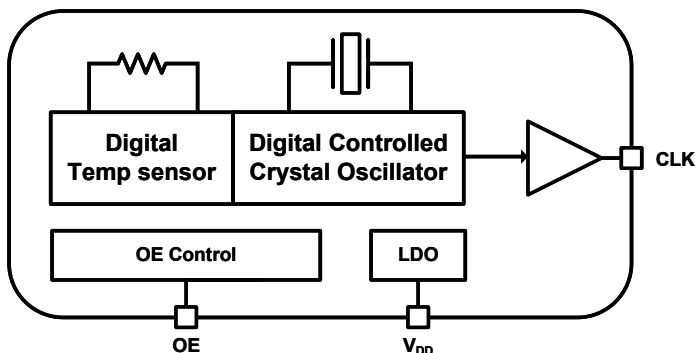 Digital
Temp sensor
Digital Controlled
Crystal Oscillator
CLK
OE Control
LDO
OE
VDD